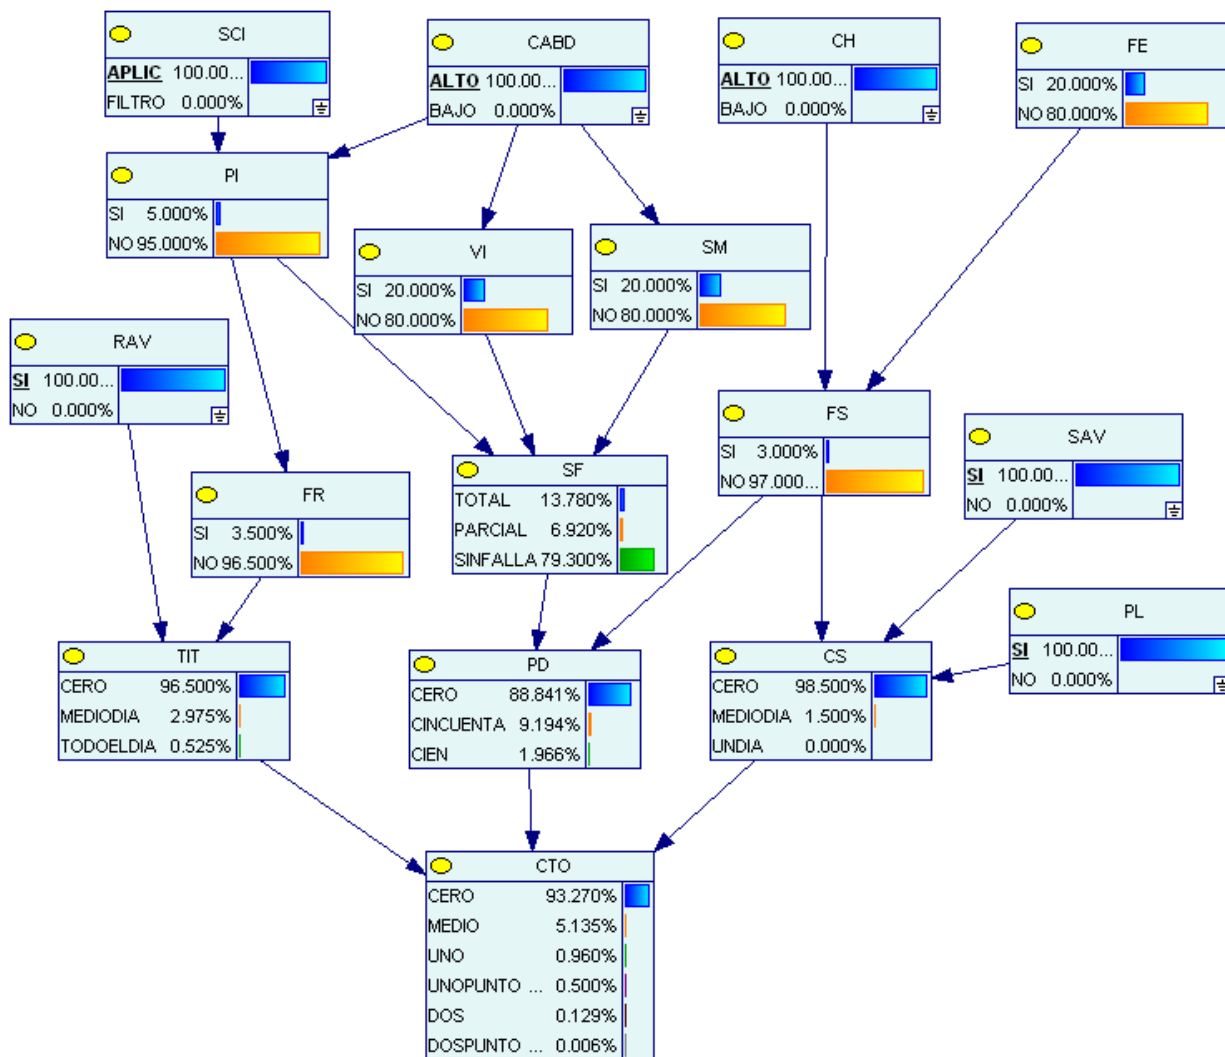 SCI
APLIC 100.00...
FILTRO 0.000%
CABD
ALTO 100.00...
BAJO 0.000%
CH
ALTO 100.00...
BAJO 0.000%
FE
SI 20.000%
NO 80.000%
PI
SI 5.000%
NO 95.000%
VI
SI 20.000%
NO 80.000%
SM
SI 20.000%
NO 80.000%
RAV
SI 100.00...
NO 0.000%
FS
SI 3.000%
NO 97.000...
SAV
SI 100.00...
NO 0.000%
FR
SI 3.500%
NO 96.500%
SF
TOTAL 13.780%
PARCIAL 6.920%
SINFALLA 79.300%
PL
SI 100.00...
NO 0.000%
TIT
CERO 96.500%
MEDIODIA 2.975%
TODOELDIA 0.525%
PD
CERO 88.841%
CINCUENTA 9.194%
CIEN 1.966%
CS
CERO 98.500%
MEDIODIA 1.500%
UNDIA 0.000%
CTO
CERO 93.270%
MEDIO 5.135%
UNO 0.960%
UNOPUNTO ... 0.500%
DOS 0.129%
DOSPUNTO ... 0.006%